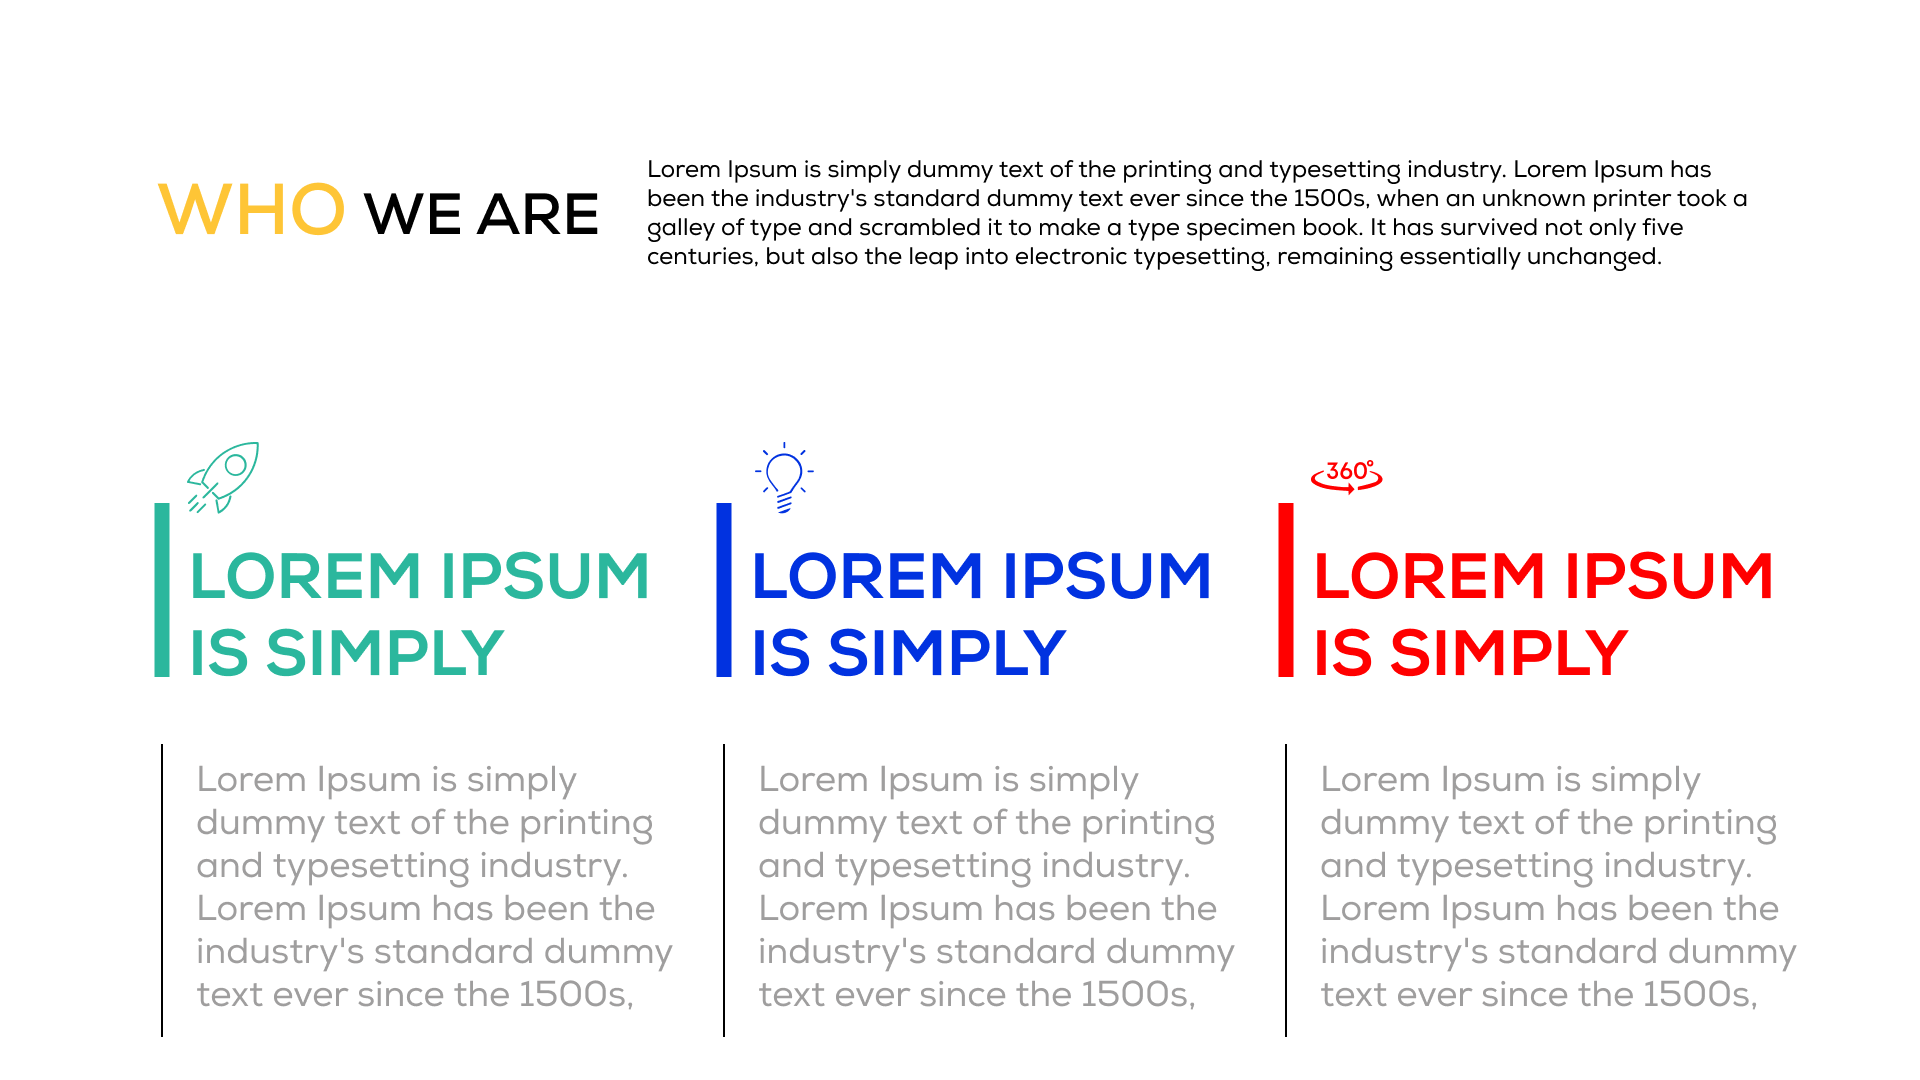 WHO WE ARE
Lorem Ipsum is simply dummy text of the printing and typesetting industry. Lorem Ipsum has
been the industry's standard dummy text ever since the 1500s, when an unknown printer took a
galley of type and scrambled it to make a type specimen book. It has survived not only five
centuries, but also the leap into electronic typesetting, remaining essentially unchanged.
LOREM IPSUM
IS SIMPLY
Lorem Ipsum is simply
dummy text of the printing
and typesetting industry.
Lorem Ipsum has been the
industry's standard dummy
text ever since the 1500s,
LOREM IPSUM
IS SIMPLY
Lorem Ipsum is simply
dummy text of the printing
and typesetting industry.
Lorem Ipsum has been the
industry's standard dummy
text ever since the 1500s,
360°
LOREM IPSUM
IS SIMPLY
Lorem Ipsum is simply
dummy text of the printing
and typesetting industry.
Lorem Ipsum has been the
industry's standard dummy
text ever since the 1500s,